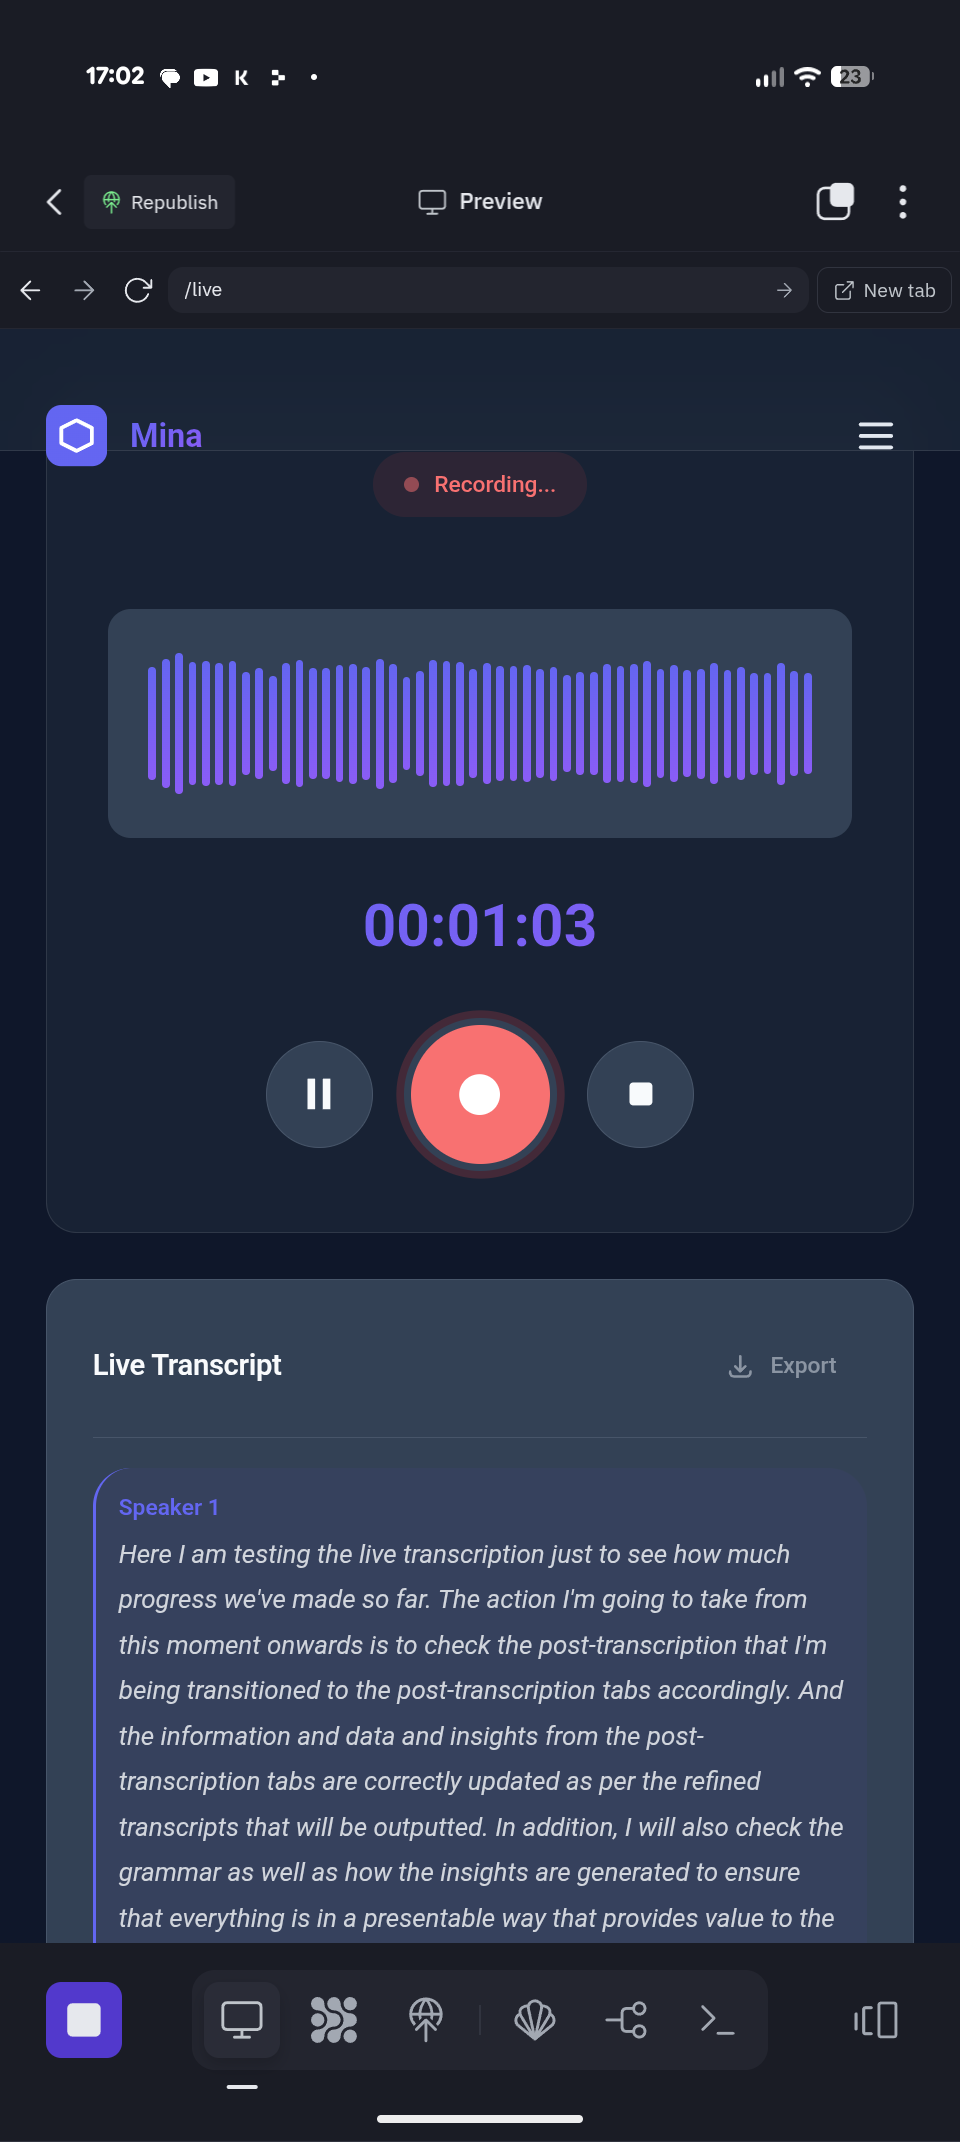 17:02
23
Republish
Preview
/live
New tab
Mina
Recording...
00:01:03
Live Transcript
Export
Speaker 1
Here I am testing the live transcription just to see how much
progress we've made so far. The action I'm going to take from
this moment onwards is to check the post-transcription that I'm
being transitioned to the post-transcription tabs accordingly. And
the information and data and insights from the post-
transcription tabs are correctly updated as per the refined
transcripts that will be outputted. In addition, I will also check the
grammar as well as how the insights are generated to ensure
that everything is in a presentable way that provides value to the